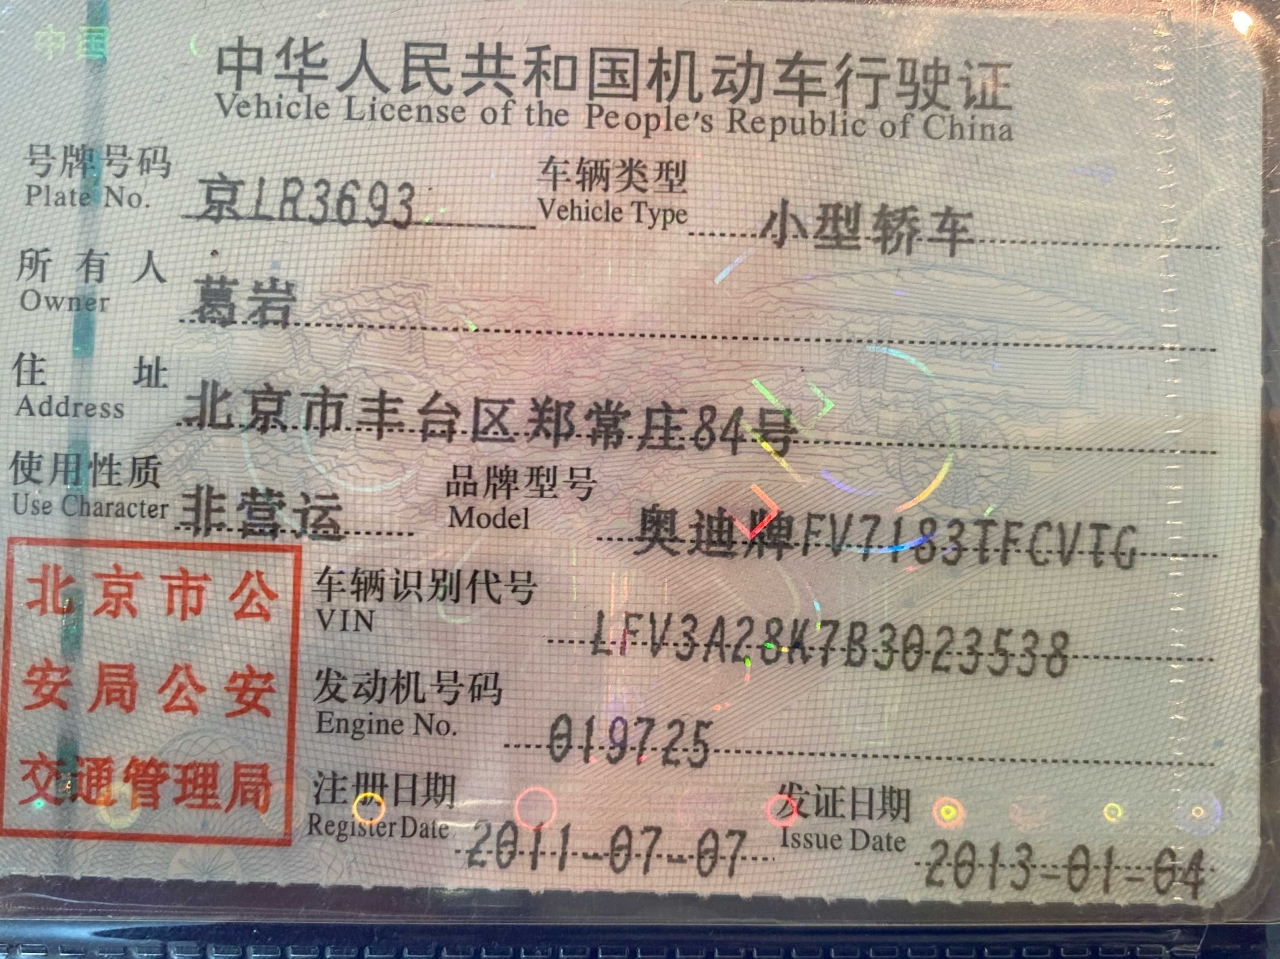 中国
中华人民共和国机动车行驶证
Vehicle License of the People's Republic of China
号牌号码 京LR3693 车辆类型 小型轿车
Plate No. Vehicle Type
所有人 葛岩
Owner
住址 北京市丰台区郑常庄84号
Address
使用性质 非营运 品牌型号 奥迪牌FV7183TFCVTG
Use Character Model
车辆识别代号 LFV3A28K7B3023538
VIN
发动机号码 019725
Engine No.
注册日期 2011-07-07 发证日期 2013-01-04
Register Date Issue Date
北京市公
安局公安
交通管理局